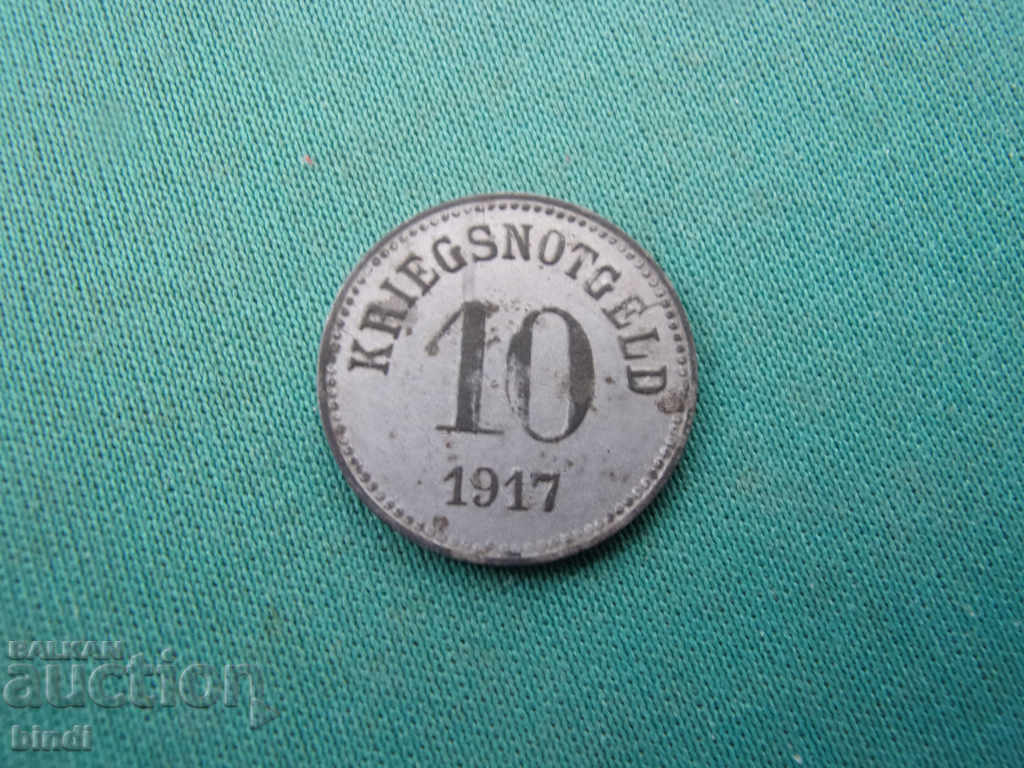 KRIEGSNOTGELD
10
1917
BALKAN
auction
bindi